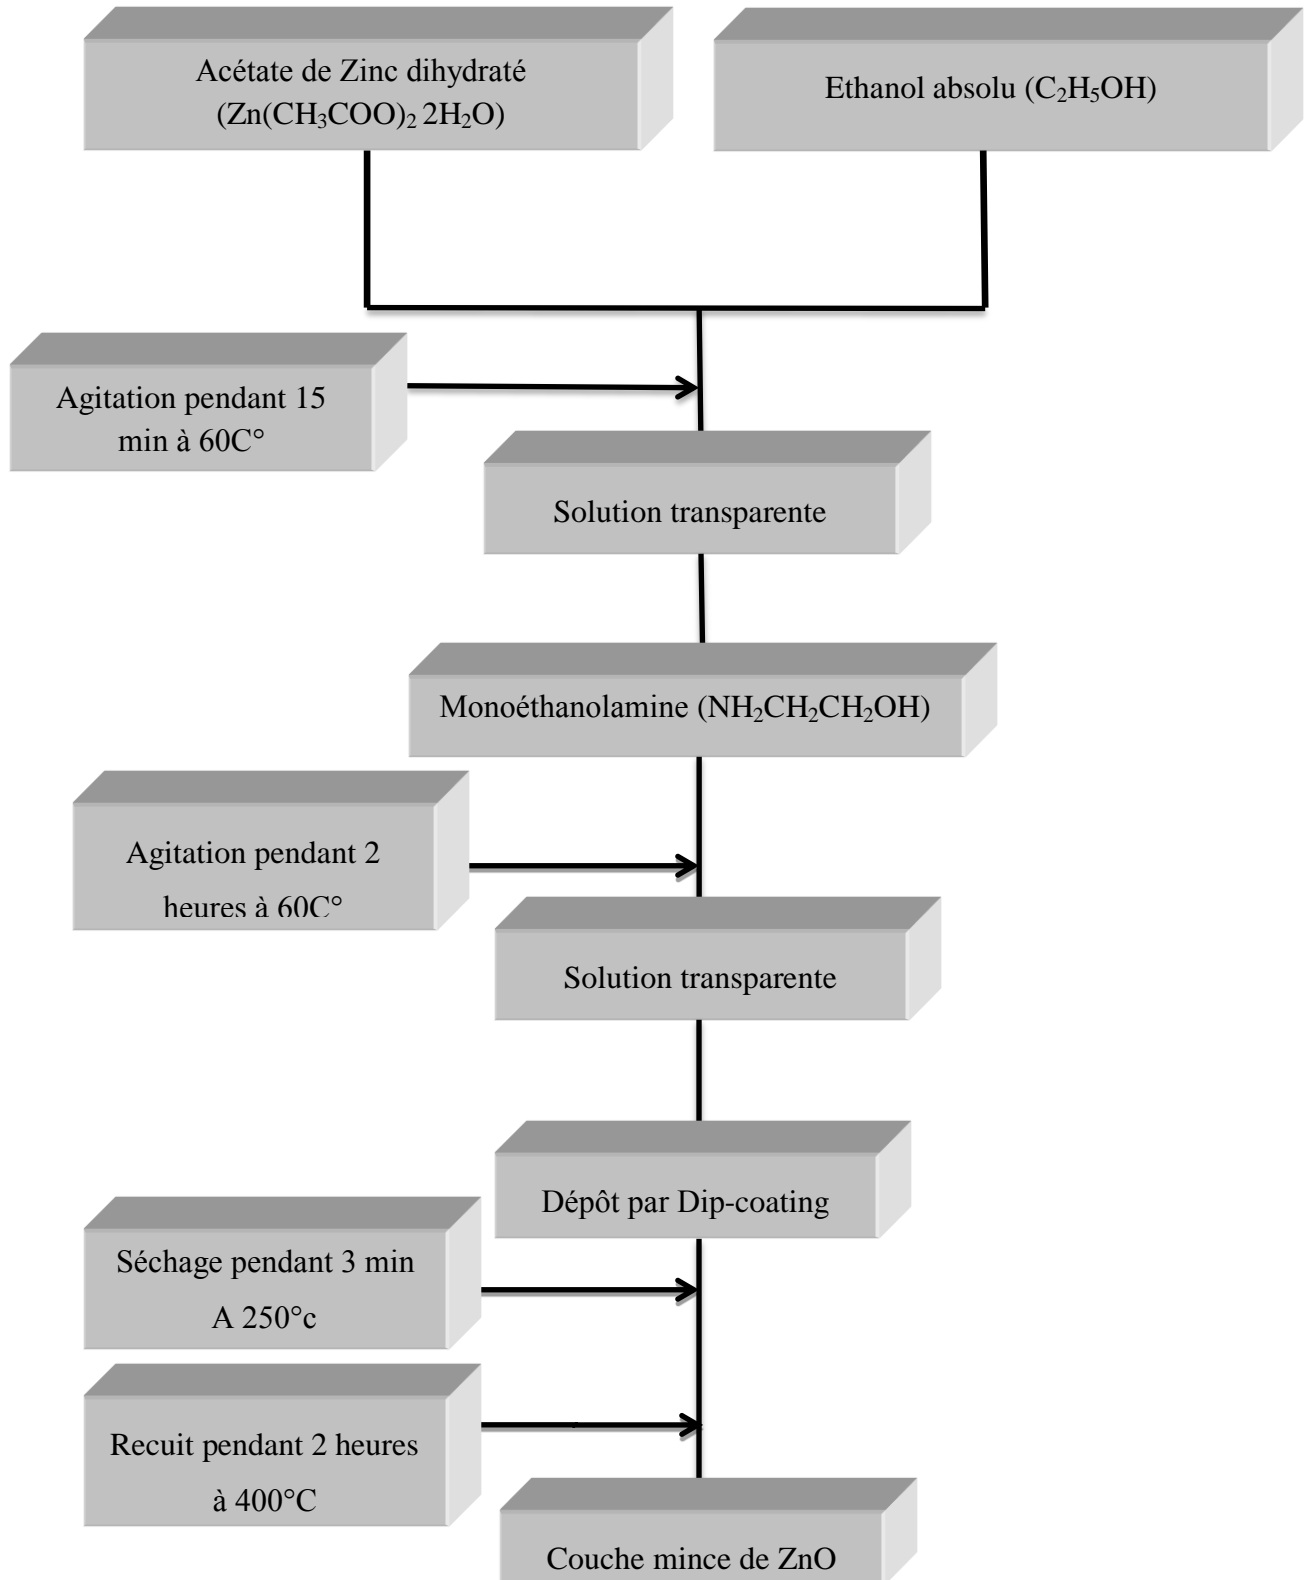 Acétate de Zinc dihydraté
(Zn(CH₃COO)₂ 2H₂O)
Ethanol absolu (C₂H₅OH)
Agitation pendant 15
min à 60C°
Solution transparente
Monoéthanolamine (NH₂CH₂CH₂OH)
Agitation pendant 2
heures à 60C°
Solution transparente
Dépôt par Dip-coating
Séchage pendant 3 min
A 250°c
Recuit pendant 2 heures
à 400°C
Couche mince de ZnO